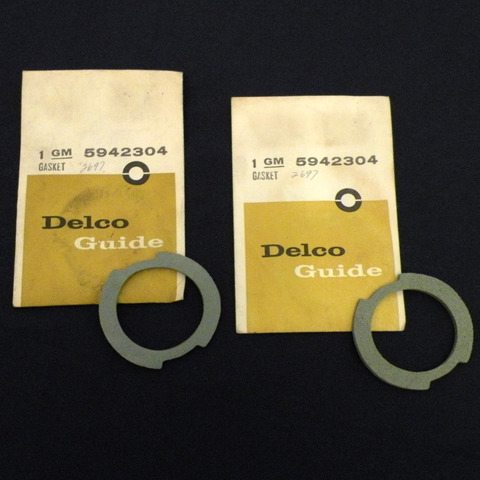 1 GM 5942304
GASKET 2697
Delco
Guide
1 GM 5942304
GASKET 2697
Delco
Guide